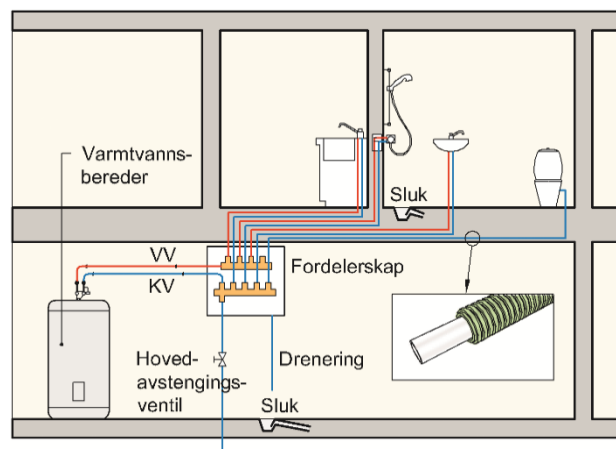 Varmtvanns-
bereder
Sluk
VV
KV
Fordelerskap
Hoved-
avstengings-
ventil
Drenering
Sluk